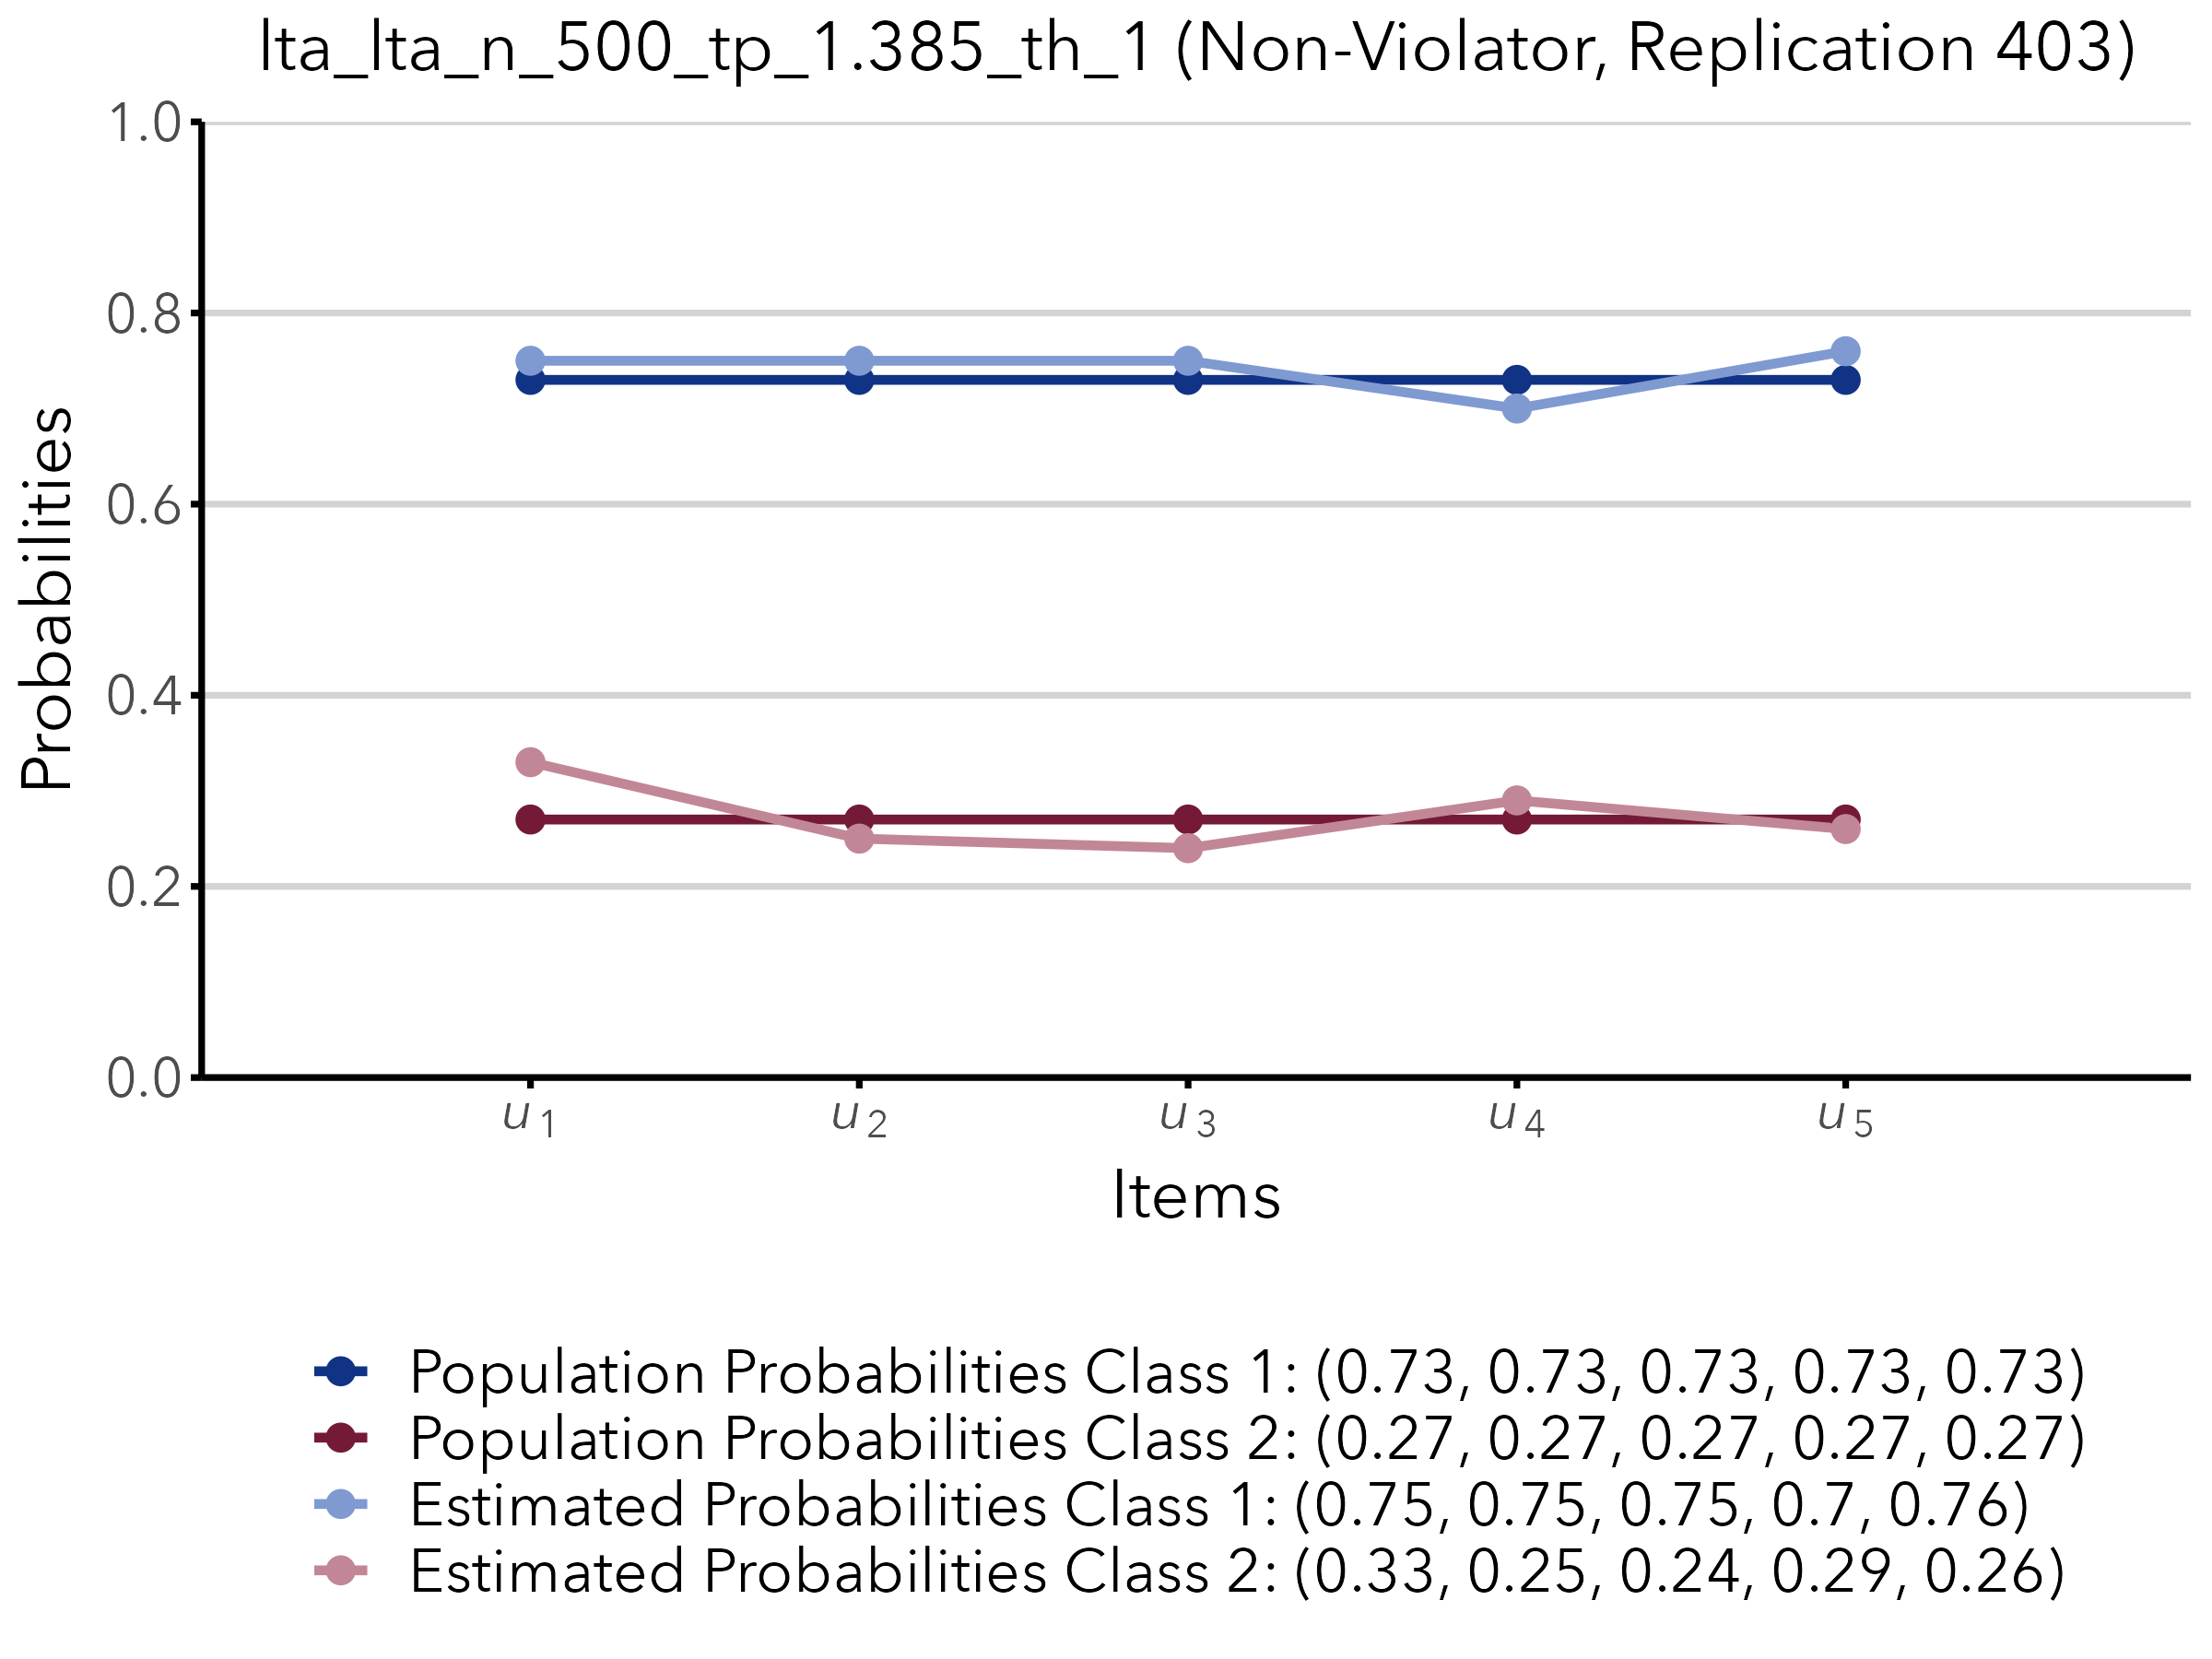 lta_lta_n_500_tp_1.385_th_1 (Non-Violator, Replication 403)
1.0
0.8
0.6
0.4
0.2
0.0
Probabilities
u1 u2 u3 u4 u5
Items
Population Probabilities Class 1: (0.73, 0.73, 0.73, 0.73, 0.73)
Population Probabilities Class 2: (0.27, 0.27, 0.27, 0.27, 0.27)
Estimated Probabilities Class 1: (0.75, 0.75, 0.75, 0.7, 0.76)
Estimated Probabilities Class 2: (0.33, 0.25, 0.24, 0.29, 0.26)